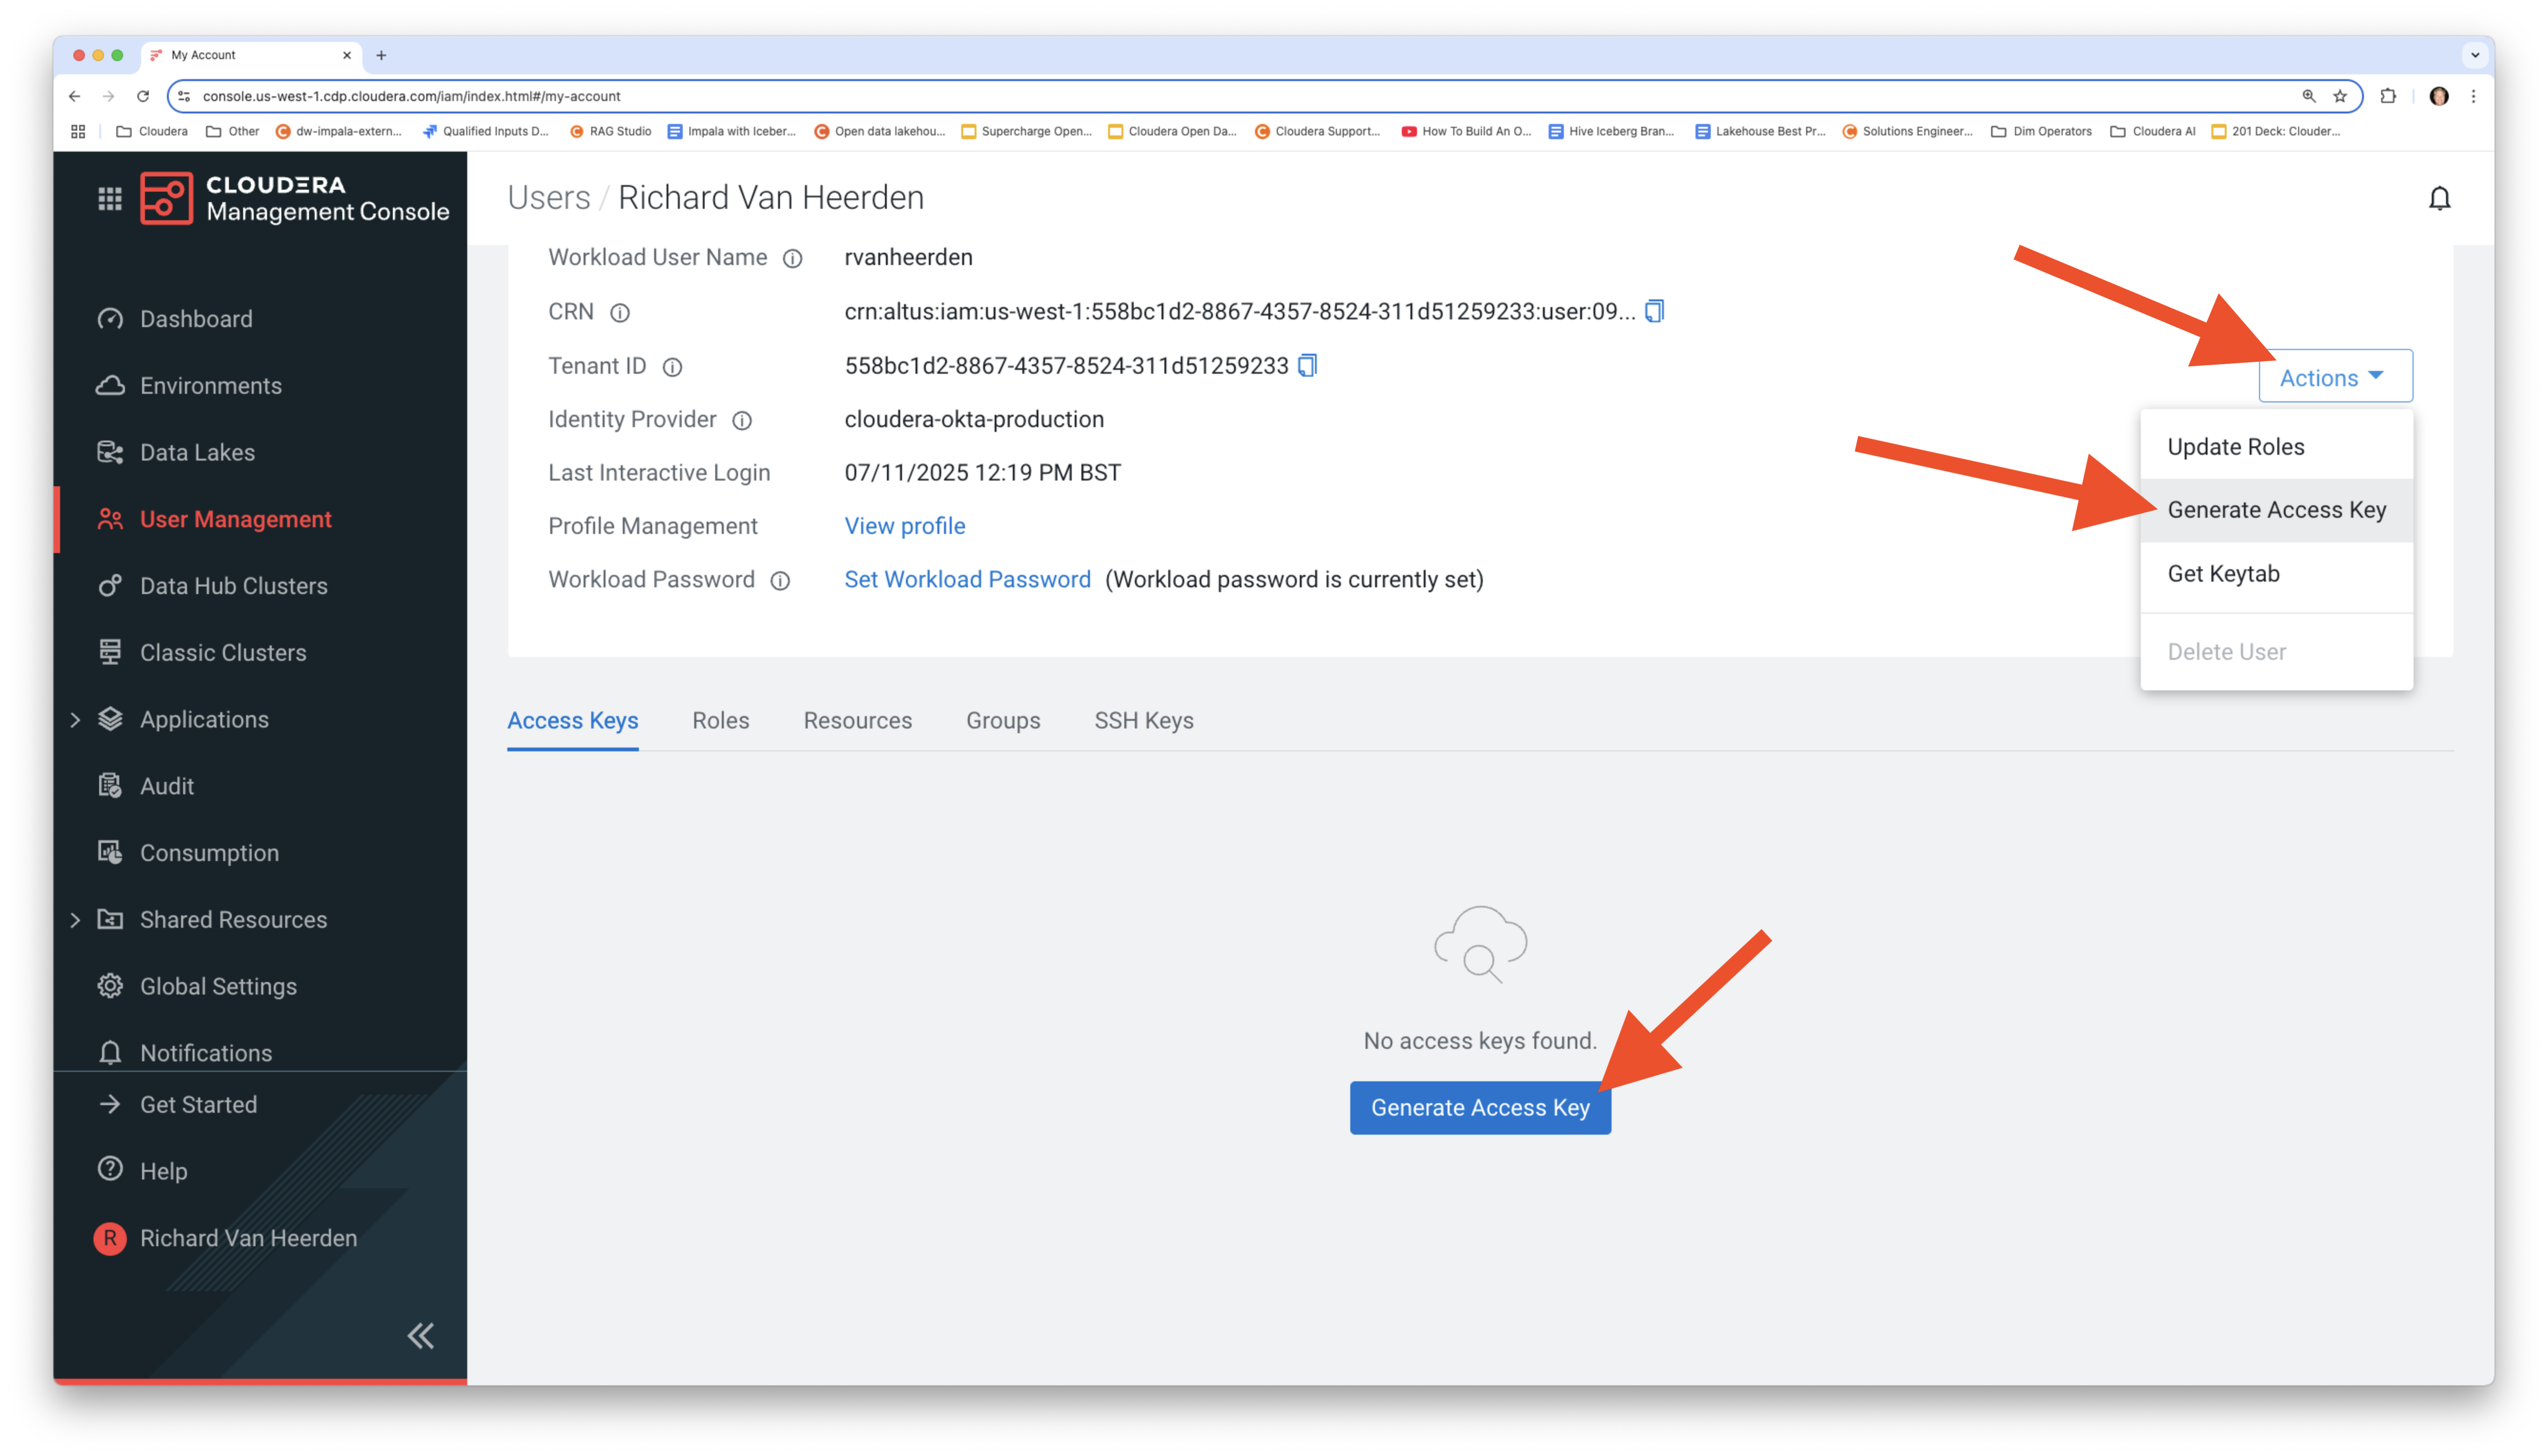 My Account
console.us-west-1.cdp.cloudera.com/iam/index.html#/my-account
Cloudera
Other
dw-impala-extern...
Qualified Inputs D...
RAG Studio
Impala with Iceber...
Open data lakehou...
Supercharge Open...
Cloudera Open Da...
Cloudera Support...
How To Build An O...
Hive Iceberg Bran...
Lakehouse Best Pr...
Solutions Engineer...
Dim Operators
Cloudera AI
201 Deck: Clouder...
CLOUDERA
Management Console
Dashboard
Environments
Data Lakes
User Management
Data Hub Clusters
Classic Clusters
Applications
Audit
Consumption
Shared Resources
Global Settings
Notifications
Get Started
Help
R Richard Van Heerden
Users / Richard Van Heerden
Workload User Name rvanheerden
CRN crn:altus:iam:us-west-1:558bc1d2-8867-4357-8524-311d51259233:user:09...
Tenant ID 558bc1d2-8867-4357-8524-311d51259233
Identity Provider cloudera-okta-production
Last Interactive Login 07/11/2025 12:19 PM BST
Profile Management View profile
Workload Password Set Workload Password (Workload password is currently set)
Actions
Update Roles
Generate Access Key
Get Keytab
Delete User
Access Keys Roles Resources Groups SSH Keys
No access keys found.
Generate Access Key